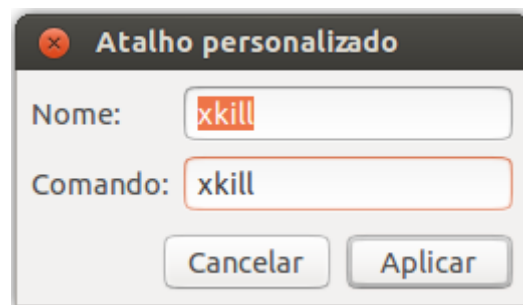 Atalho personalizado
Nome: xkill
Comando: xkill
Cancelar Aplicar